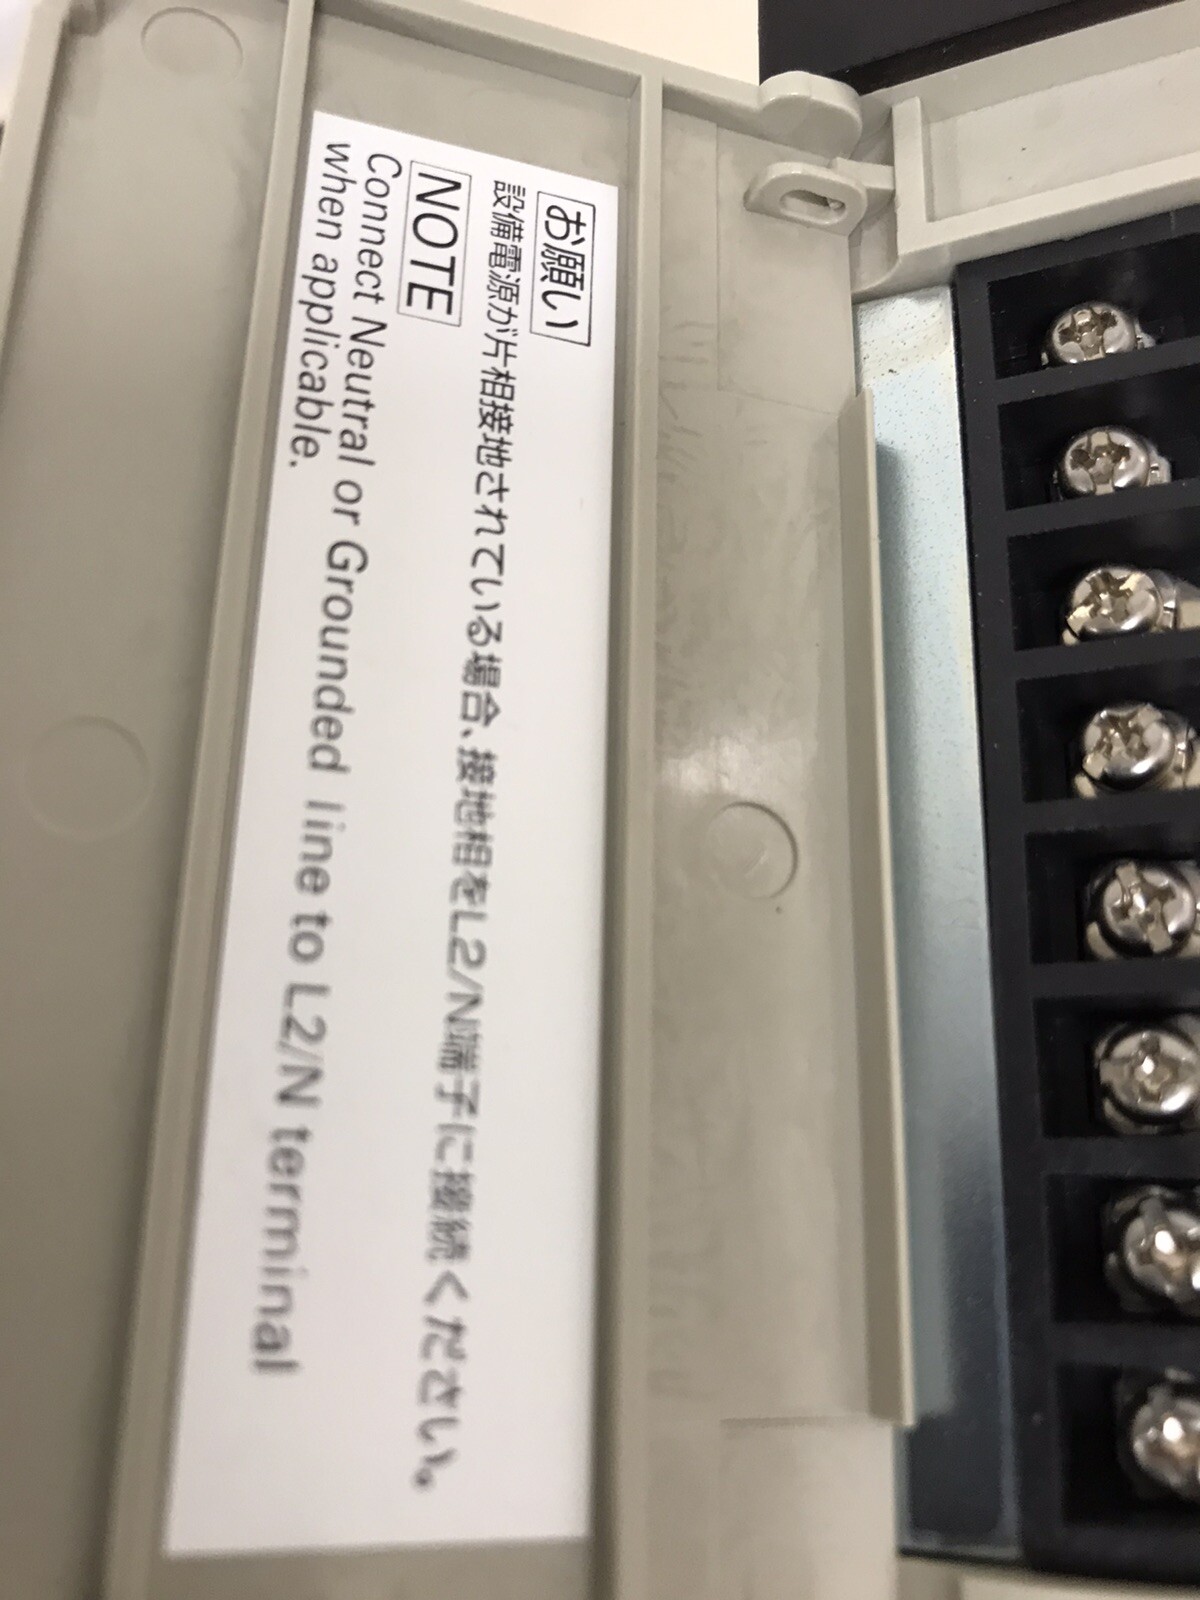 お願い
設備電源が片相接地されている場合、接地相をL2/N端子に接続ください。
NOTE
Connect Neutral or Grounded line to L2/N terminal
when applicable.